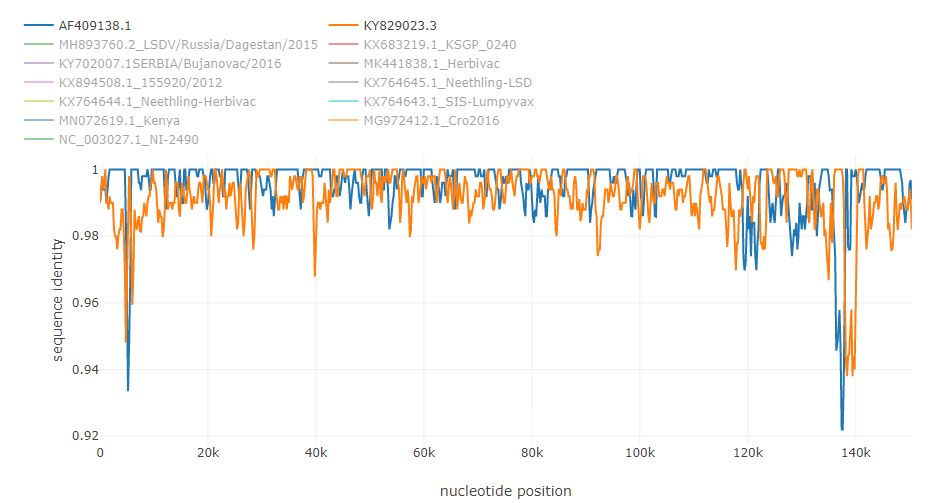 AF409138.1 KY829023.3
MH893760.2_LSDV/Russia/Dagestan/2015 KX683219.1_KSGP_0240
KY702007.1SERBIA/Bujanovac/2016 MK441838.1_Herbivac
KX894508.1_155920/2012 KX764645.1_Neethling-LSD
KX764644.1_Neethling-Herbivac KX764643.1_SIS-Lumpyvax
MN072619.1_Kenya MG972412.1_Cro2016
NC_003027.1_NI-2490
1
0.98
0.96
0.94
0.92
sequence identity
0 20k 40k 60k 80k 100k 120k 140k
nucleotide position